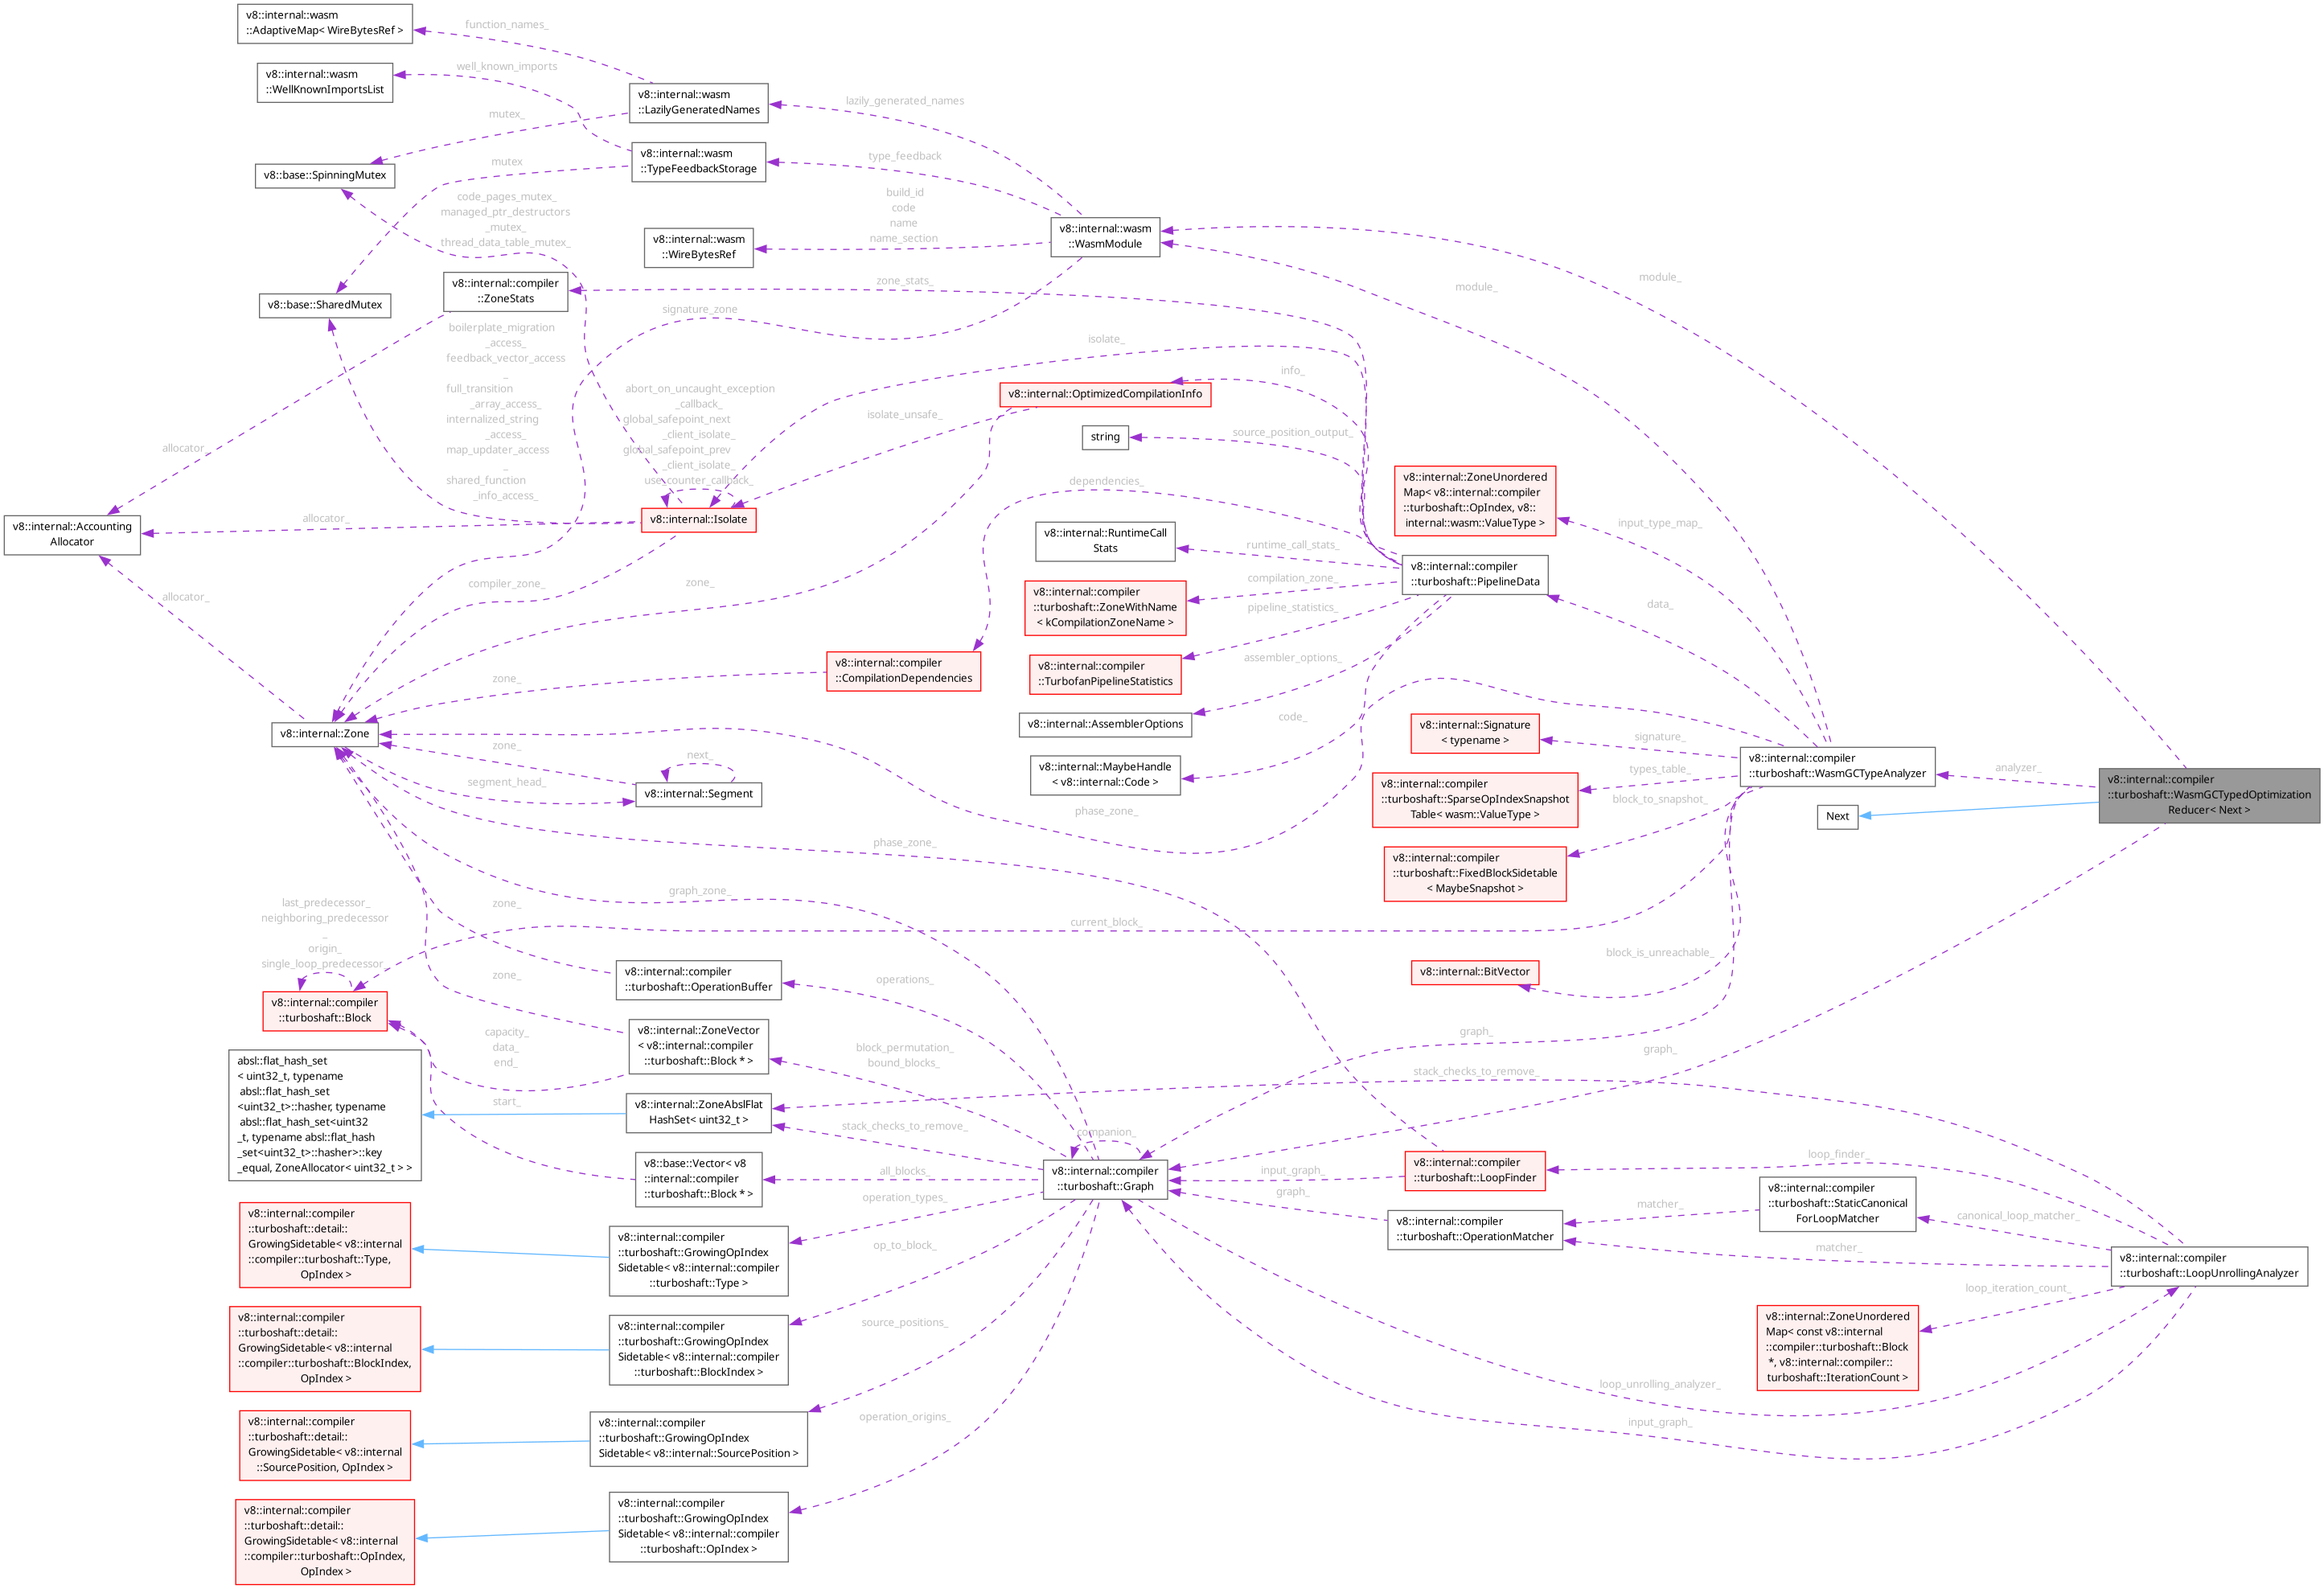 v8::internal::wasm
::AdaptiveMap< WireBytesRef >
function_names_
v8::internal::wasm
::WellKnownImportsList
well_known_imports
v8::internal::wasm
::LazilyGeneratedNames
lazily_generated_names
mutex_
v8::internal::wasm
::TypeFeedbackStorage
type_feedback
v8::base::SpinningMutex
mutex
code_pages_mutex_
managed_ptr_destructors
_mutex_
thread_data_table_mutex_
build_id
code
name
name_section
v8::internal::wasm
::WireBytesRef
v8::internal::wasm
::WasmModule
module_
module_
v8::internal::compiler
::ZoneStats
zone_stats_
v8::base::SharedMutex
signature_zone
boilerplate_migration
_access_
feedback_vector_access
_
full_transition
_array_access_
internalized_string
_access_
map_updater_access
_
shared_function
_info_access_
isolate_
info_
abort_on_uncaught_exception
_callback_
global_safepoint_next
_client_isolate_
global_safepoint_prev
_client_isolate_
use_counter_callback_
v8::internal::OptimizedCompilationInfo
isolate_unsafe_
string
source_position_output_
allocator_
v8::internal::ZoneUnordered
Map< v8::internal::compiler
::turboshaft::OpIndex, v8::
internal::wasm::ValueType >
input_type_map_
dependencies_
v8::internal::Accounting
Allocator
allocator_
v8::internal::Isolate
v8::internal::RuntimeCall
Stats
runtime_call_stats_
v8::internal::compiler
::turboshaft::PipelineData
data_
allocator_
compiler_zone_
zone_
v8::internal::compiler
::turboshaft::ZoneWithName
< kCompilationZoneName >
compilation_zone_
pipeline_statistics_
v8::internal::compiler
::CompilationDependencies
zone_
v8::internal::compiler
::TurbofanPipelineStatistics
assembler_options_
v8::internal::AssemblerOptions
code_
v8::internal::Signature
< typename >
signature_
v8::internal::Zone
zone_
segment_head_
next_
v8::internal::Segment
v8::internal::MaybeHandle
< v8::internal::Code >
phase_zone_
v8::internal::compiler
::turboshaft::SparseOpIndexSnapshot
Table< wasm::ValueType >
types_table_
block_to_snapshot_
v8::internal::compiler
::turboshaft::WasmGCTypeAnalyzer
analyzer_
v8::internal::compiler
::turboshaft::WasmGCTypedOptimization
Reducer< Next >
Next
phase_zone_
v8::internal::compiler
::turboshaft::FixedBlockSidetable
< MaybeSnapshot >
graph_zone_
zone_
current_block_
last_predecessor_
neighboring_predecessor
_
origin_
single_loop_predecessor_
v8::internal::compiler
::turboshaft::Block
zone_
v8::internal::compiler
::turboshaft::OperationBuffer
operations_
v8::internal::BitVector
block_is_unreachable_
capacity_
data_
end_
v8::internal::ZoneVector
< v8::internal::compiler
::turboshaft::Block * >
block_permutation_
bound_blocks_
graph_
graph_
absl::flat_hash_set
< uint32_t, typename
absl::flat_hash_set
<uint32_t>::hasher, typename
absl::flat_hash_set<uint32
_t, typename absl::flat_hash
_set<uint32_t>::hasher>::key
_equal, ZoneAllocator< uint32_t > >
start_
v8::internal::ZoneAbslFlat
HashSet< uint32_t >
stack_checks_to_remove_
stack_checks_to_remove_
companion_
v8::base::Vector< v8
::internal::compiler
::turboshaft::Block * >
all_blocks_
v8::internal::compiler
::turboshaft::Graph
input_graph_
v8::internal::compiler
::turboshaft::LoopFinder
loop_finder_
graph_
v8::internal::compiler
::turboshaft::OperationMatcher
matcher_
v8::internal::compiler
::turboshaft::StaticCanonical
ForLoopMatcher
canonical_loop_matcher_
matcher_
v8::internal::compiler
::turboshaft::LoopUnrollingAnalyzer
operation_types_
v8::internal::compiler
::turboshaft::detail::
GrowingSidetable< v8::internal
::compiler::turboshaft::Type,
OpIndex >
v8::internal::compiler
::turboshaft::GrowingOpIndex
Sidetable< v8::internal::compiler
::turboshaft::Type >
op_to_block_
loop_iteration_count_
v8::internal::ZoneUnordered
Map< const v8::internal
::compiler::turboshaft::Block
*, v8::internal::compiler::
turboshaft::IterationCount >
v8::internal::compiler
::turboshaft::detail::
GrowingSidetable< v8::internal
::compiler::turboshaft::BlockIndex,
OpIndex >
v8::internal::compiler
::turboshaft::GrowingOpIndex
Sidetable< v8::internal::compiler
::turboshaft::BlockIndex >
source_positions_
loop_unrolling_analyzer_
input_graph_
v8::internal::compiler
::turboshaft::detail::
GrowingSidetable< v8::internal
::SourcePosition, OpIndex >
v8::internal::compiler
::turboshaft::GrowingOpIndex
Sidetable< v8::internal::SourcePosition >
operation_origins_
v8::internal::compiler
::turboshaft::detail::
GrowingSidetable< v8::internal
::compiler::turboshaft::OpIndex,
OpIndex >
v8::internal::compiler
::turboshaft::GrowingOpIndex
Sidetable< v8::internal::compiler
::turboshaft::OpIndex >